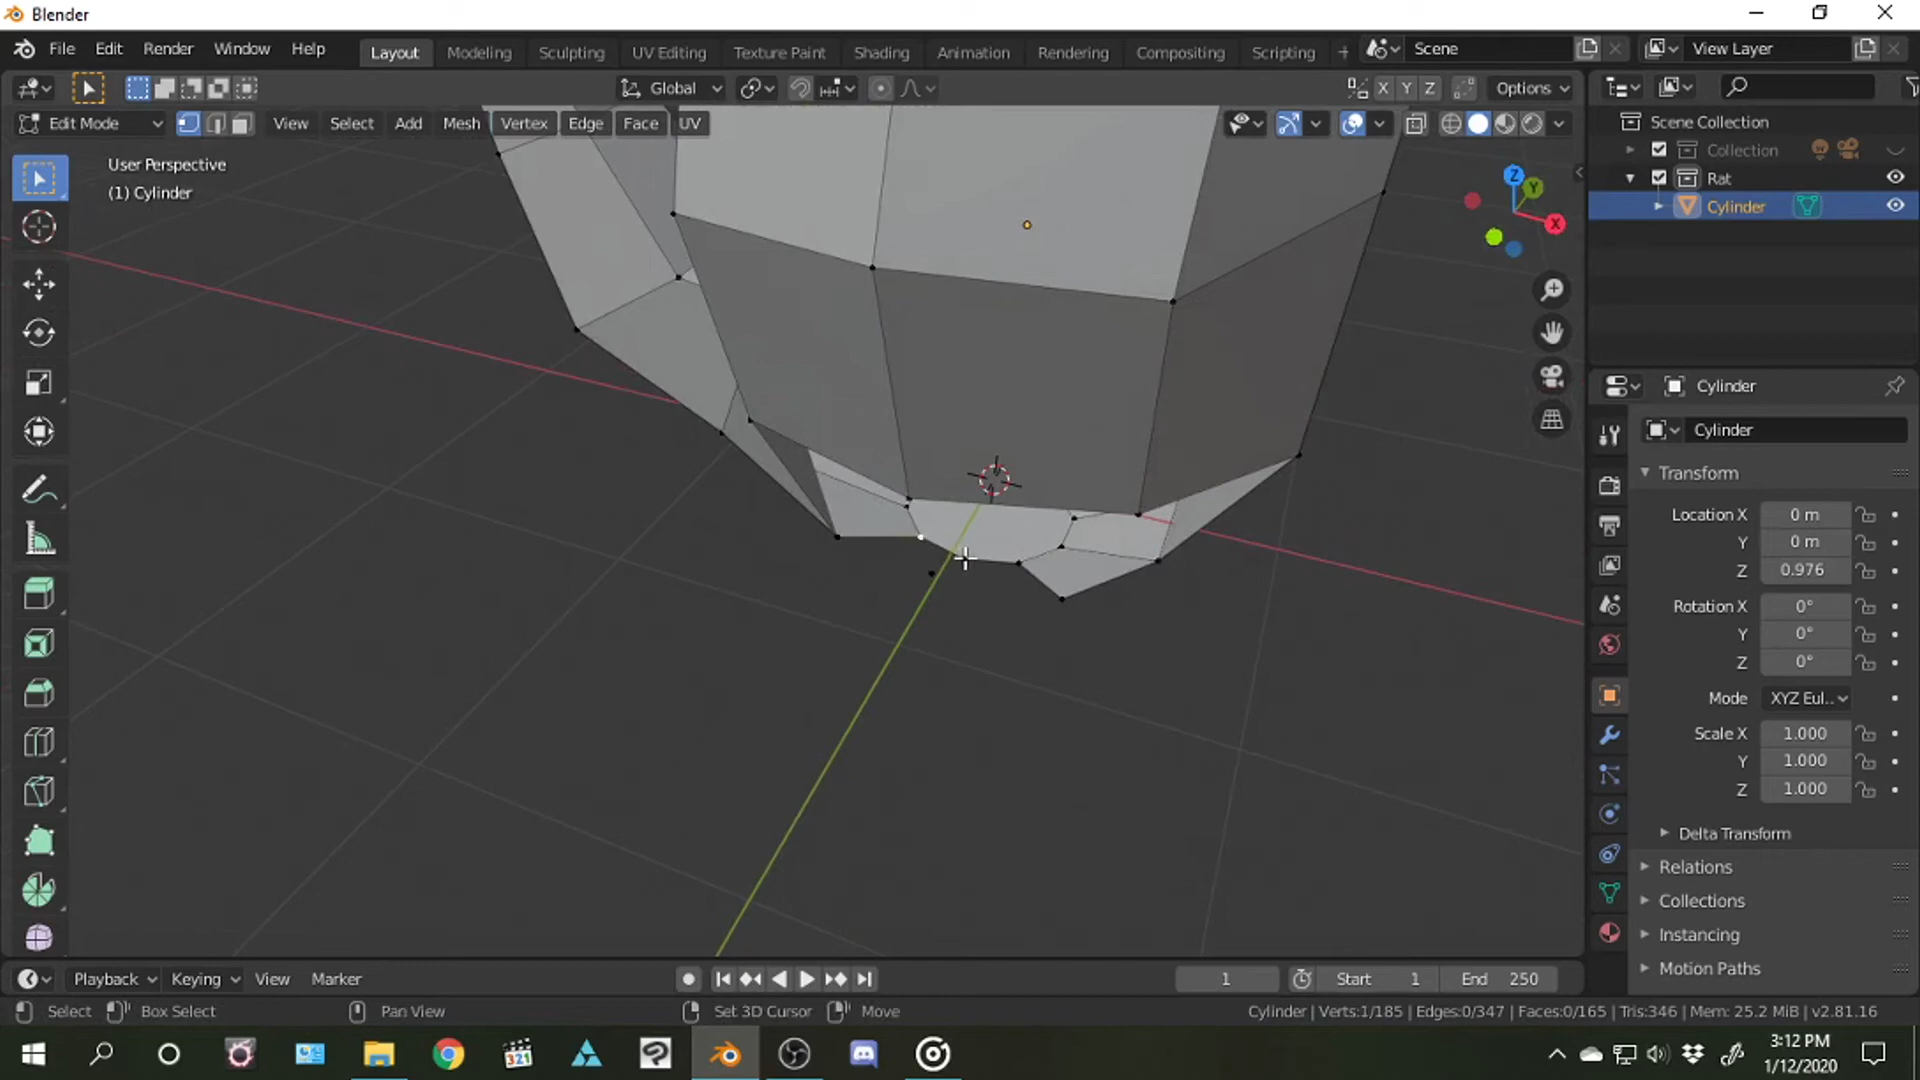 Blender
File Edit Render Window Help Layout Modeling Sculpting UV Editing Texture Paint Shading Animation Rendering Compositing Scripting + Scene View Layer
Global X Y Z Options
Edit Mode View Select Add Mesh Vertex Edge Face UV
User Perspective
(1) Cylinder
Z Y X
Scene Collection
Collection
Rat
Cylinder
Cylinder
Cylinder
Transform
Location X 0 m
Y 0 m
Z 0.976
Rotation X 0°
Y 0°
Z 0°
Mode XYZ Eul..
Scale X 1.000
Y 1.000
Z 1.000
Delta Transform
Relations
Collections
Instancing
Motion Paths
Playback Keying View Marker 1 Start 1 End 250
Select Box Select Pan View Set 3D Cursor Move Cylinder | Verts:1/185 | Edges:0/347 | Faces:0/165 | Tris:346 | Mem: 25.2 MiB | v2.81.16
321
3:12 PM
1/12/2020